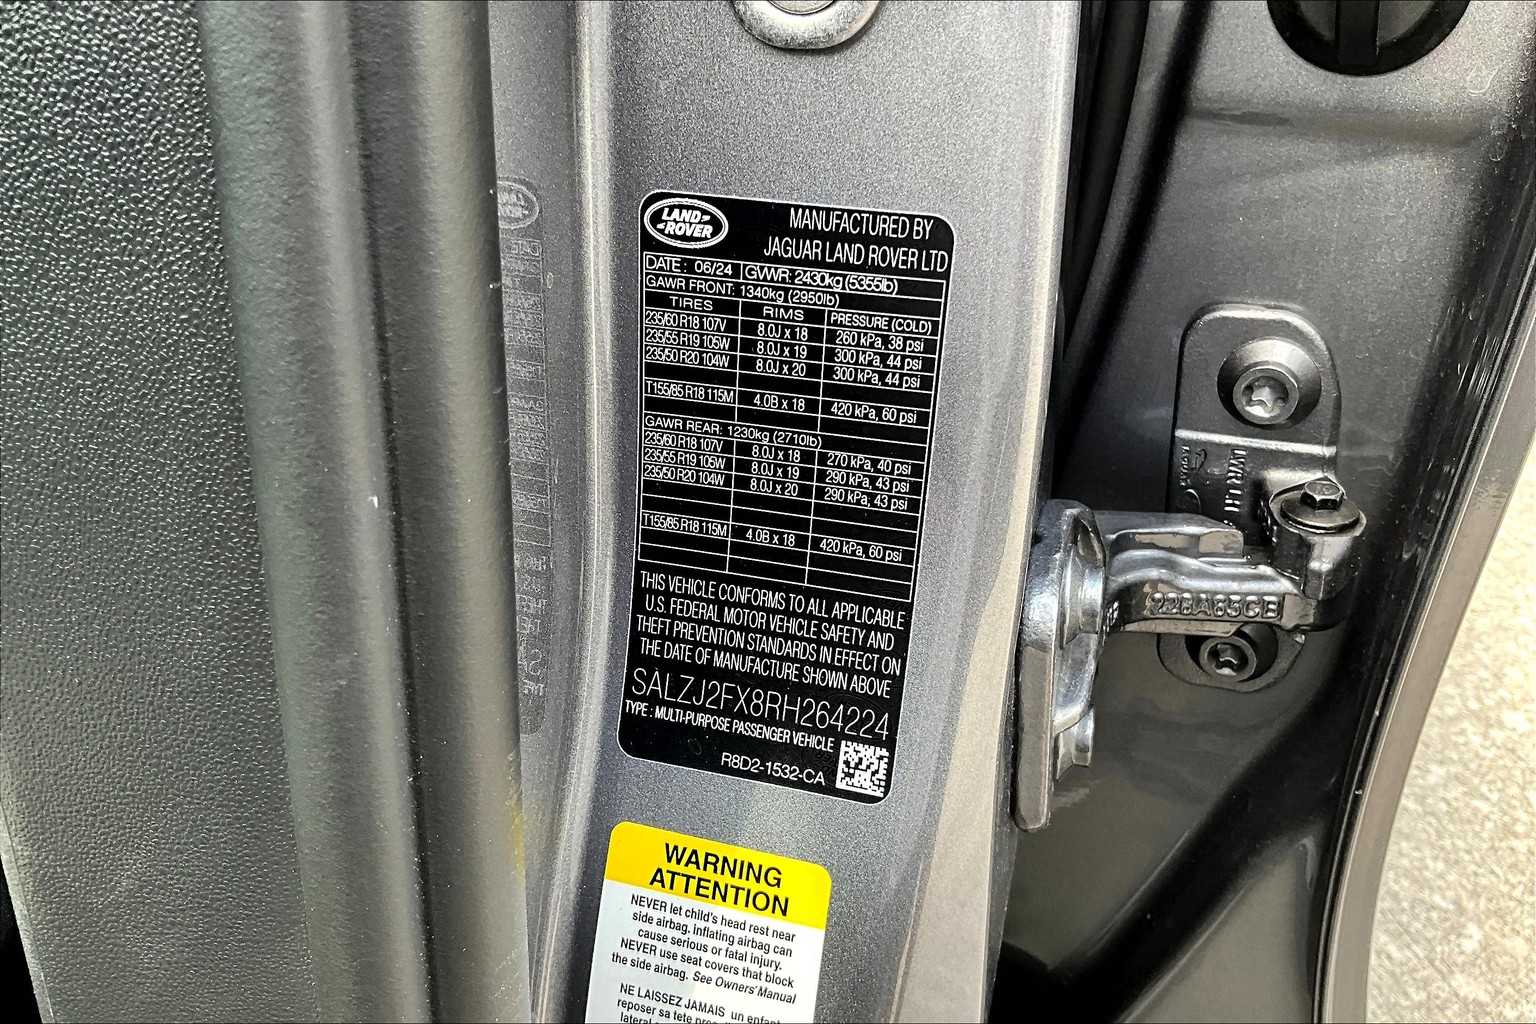 LAND-
-ROVER
MANUFACTURED BY
JAGUAR LAND ROVER LTD
DATE: 06/24 GVWR: 2430kg (5355lb)
GAWR FRONT: 1340kg (2950lb)
TIRES RIMS PRESSURE (COLD)
235/60 R18 107V 8.0J x 18 260 kPa, 38 psi
235/55 R19 105W 8.0J x 19 300 kPa, 44 psi
235/50 R20 104W 8.0J x 20 300 kPa, 44 psi
T155/85 R18 115M 4.0B x 18 420 kPa, 60 psi
GAWR REAR: 1230kg (2710lb)
235/60 R18 107V 8.0J x 18 270 kPa, 40 psi
235/55 R19 105W 8.0J x 19 290 kPa, 43 psi
235/50 R20 104W 8.0J x 20 290 kPa, 43 psi
T155/85 R18 115M 4.0B x 18 420 kPa, 60 psi
THIS VEHICLE CONFORMS TO ALL APPLICABLE
U.S. FEDERAL MOTOR VEHICLE SAFETY AND
THEFT PREVENTION STANDARDS IN EFFECT ON
THE DATE OF MANUFACTURE SHOWN ABOVE
SALZJ2FX8RH264224
TYPE : MULTI-PURPOSE PASSENGER VEHICLE
R8D2-1532-CA
228A83CB
WARNING
ATTENTION
NEVER let child's head rest near
side airbag, inflating airbag can
cause serious or fatal injury.
NEVER use seat covers that block
the side airbag. See Owners' Manual
NE LAISSEZ JAMAIS un enfant
reposer sa tete
lateral